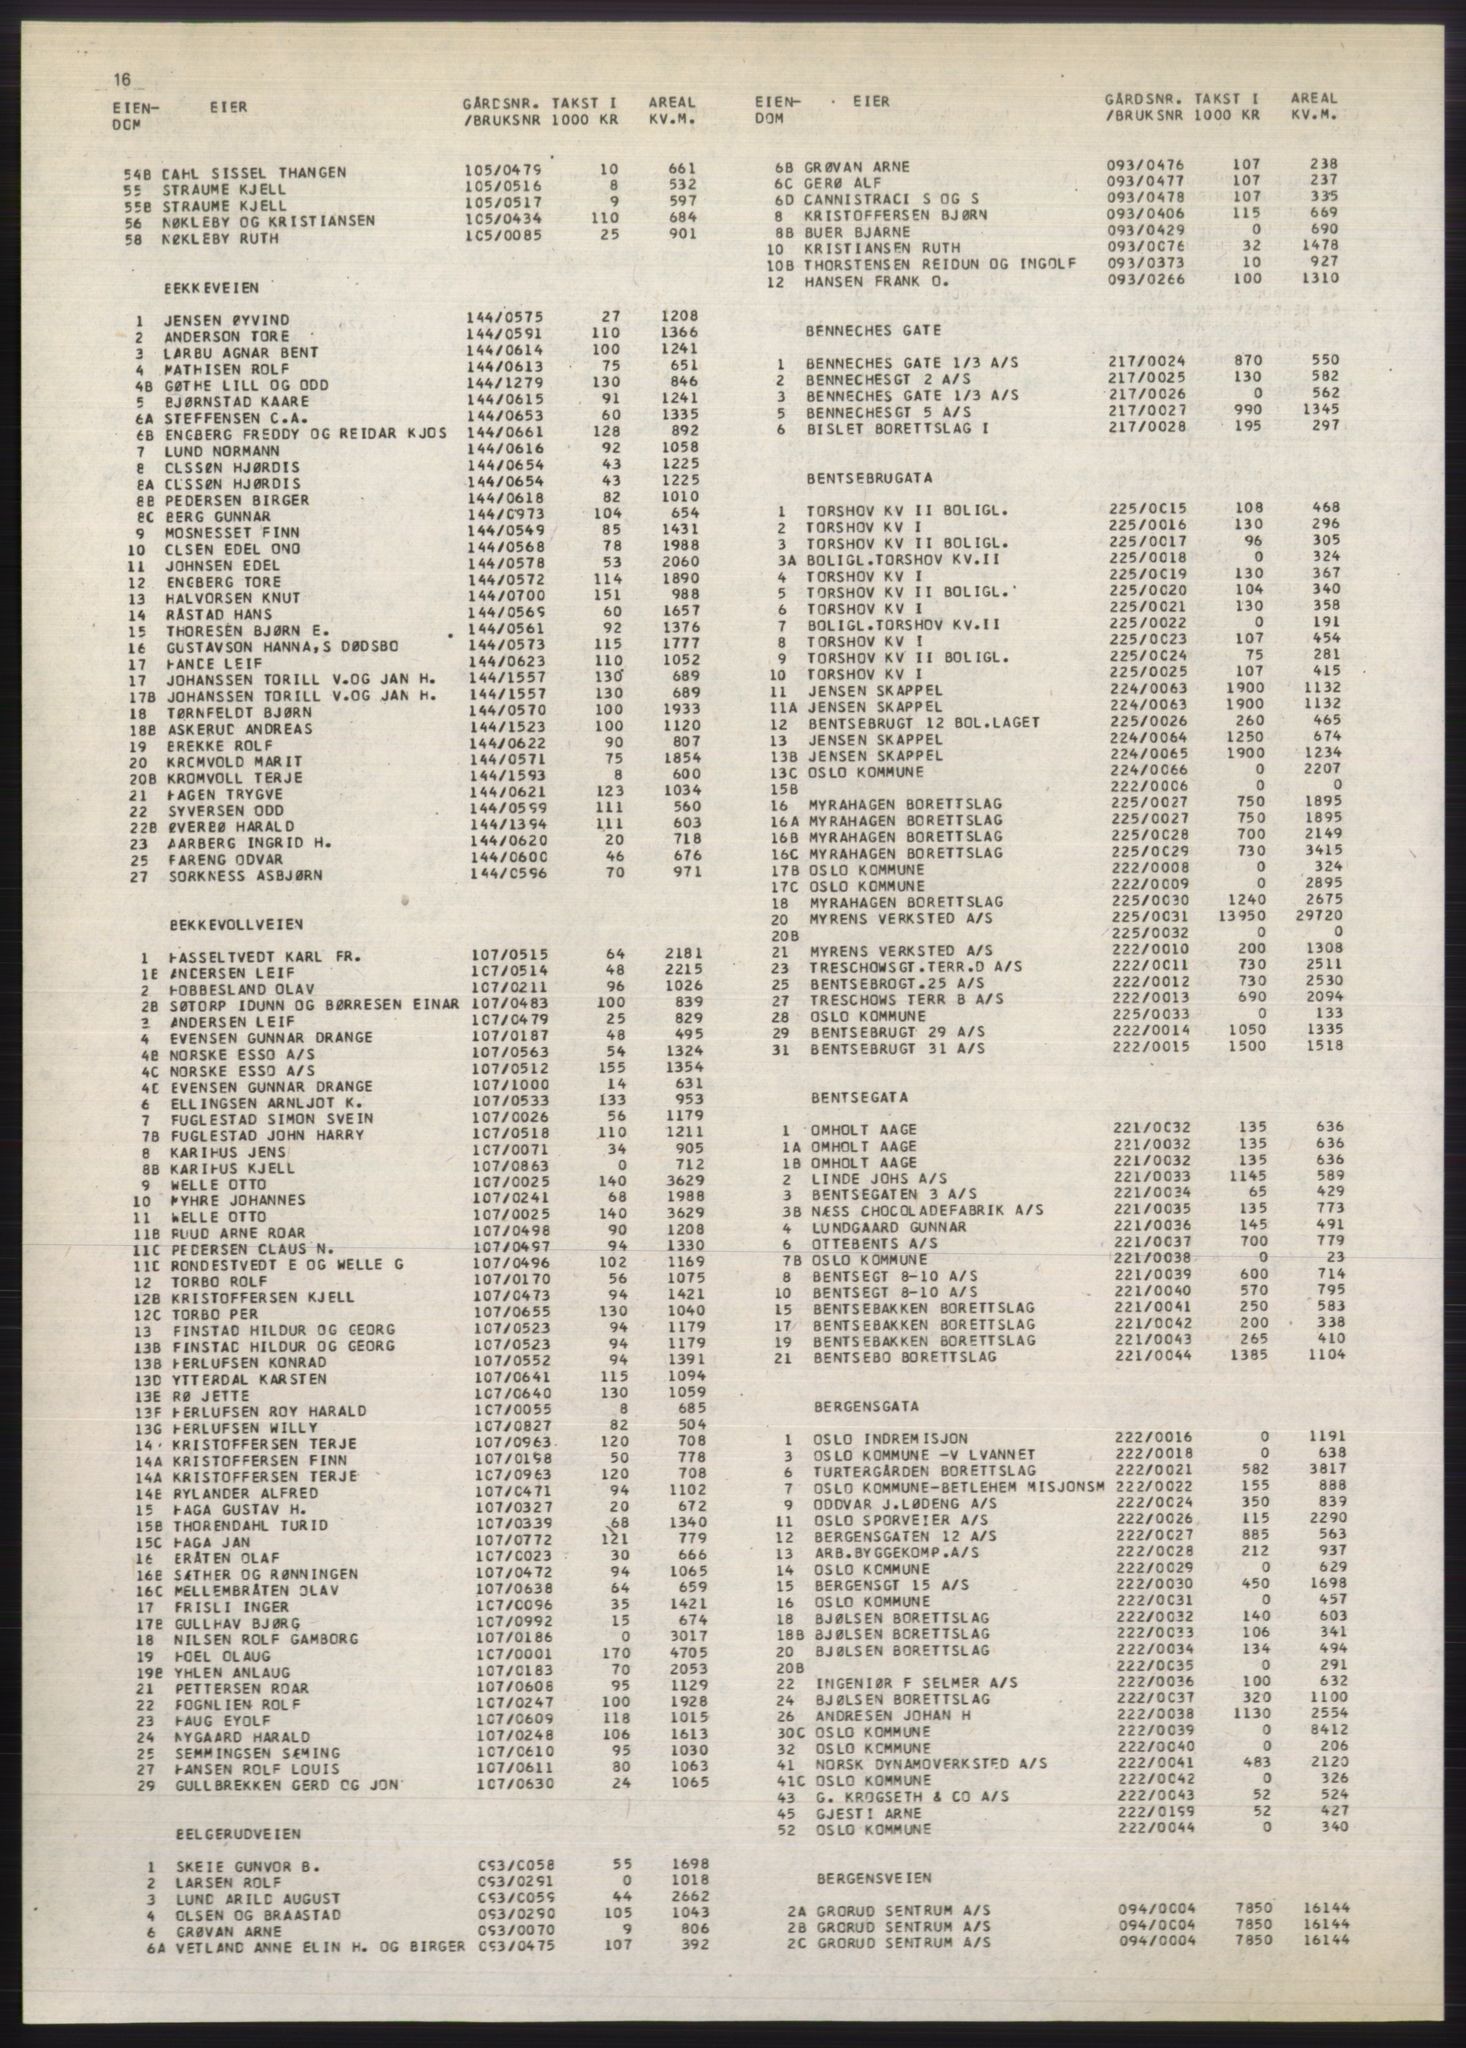 16
EIEN- EIER GÅRDSNR. TAKST I AREAL
DOM /BRUKSNR 1000 KR KV.M.
54B DAHL SISSEL THANGEN 105/0479 10 661
55 STRAUME KJELL 105/0516 8 532
55B STRAUME KJELL 105/0517 9 597
56 NØKLEBY OG KRISTIANSEN 105/0434 110 684
58 NØKLEBY RUTH 105/0085 25 901
BEKKEVEIEN
1 JENSEN ØYVIND 144/0575 27 1208
2 ANDERSON TORE 144/0591 110 1366
3 LARBU AGNAR BENT 144/0614 100 1241
4 MATHISEN ROLF 144/0613 75 651
4B GØTHE LILL OG ODD 144/1279 130 846
5 BJØRNSTAD KAARE 144/0615 91 1241
6A STEFFENSEN C.A. 144/0653 60 1335
6B ENGBERG FREDDY OG REIDAR KJOS 144/0661 128 892
7 LUND NORMANN 144/0616 92 1058
8 OLSSØN HJØRDIS 144/0654 43 1225
8A OLSSØN HJØRDIS 144/0654 43 1225
8B PEDERSEN BIRGER 144/0618 82 1010
8C BERG GUNNAR 144/0973 104 654
9 MOSNESSET FINN 144/0549 85 1431
10 OLSEN EDEL ONO 144/0568 78 1988
11 JOHNSEN EDEL 144/0578 53 2060
12 ENGBERG TORE 144/0572 114 1890
13 HALVORSEN KNUT 144/0700 151 988
14 RÅSTAD HANS 144/0569 60 1657
15 THORESEN BJØRN E. 144/0561 92 1376
16 GUSTAVSON HANNA,S DØDSBO 144/0573 115 1777
17 HANCE LEIF 144/0623 110 1052
17 JOHANSSEN TORILL V.OG JAN H. 144/1557 130 689
17B JOHANSSEN TORILL V.OG JAN H. 144/1557 130 689
18 TØRNFELDT BJØRN 144/0570 100 1933
18B ASKERUD ANDREAS 144/1523 100 1120
19 BREKKE ROLF 144/0622 90 807
20 KROMVOLD MARIT 144/0571 75 1854
20B KROMVOLL TERJE 144/1593 8 600
21 HAGEN TRYGVE 144/0621 123 1034
22 SYVERSEN ODD 144/0599 111 560
22B ØVERBØ HARALD 144/1394 111 603
23 AARBERG INGRID H. 144/0620 20 718
25 FARENG ODVAR 144/0600 46 676
27 SORKNESS ASBJØRN 144/0596 70 971
BEKKEVOLLVEIEN
1 HASSELTVEDT KARL FR. 107/0515 64 2181
1B ANDERSEN LEIF 107/0514 48 2215
2 HOBBESLAND OLAV 107/0211 96 1026
2B SØTORP IDUNN OG BØRRESEN EINAR 107/0483 100 839
3 ANDERSEN LEIF 107/0479 25 829
4 EVENSEN GUNNAR DRANGE 107/0187 48 495
4B NORSKE ESSO A/S 107/0563 54 1324
4C NORSKE ESSO A/S 107/0512 155 1354
4D EVENSEN GUNNAR DRANGE 107/1000 14 631
6 ELLINGSEN ARNLJOT K. 107/0533 133 953
7 FUGLESTAD SIMON SVEIN 107/0026 56 1179
7B FUGLESTAD JOHN HARRY 107/0518 110 1211
8 KARIHUS JENS 107/0071 34 905
8B KARIHUS KJELL 107/0863 0 712
9 WELLE OTTO 107/0025 140 3629
10 MYHRE JOHANNES 107/0241 68 1988
11 WELLE OTTO 107/0025 140 3629
11B RUUD ARNE ROAR 107/0498 90 1208
11C PEDERSEN CLAUS N. 107/0497 94 1330
11D RONDESTVEDT E OG WELLE G 107/0496 102 1169
12 TORBO ROLF 107/0170 56 1075
12B KRISTOFFERSEN KJELL 107/0473 94 1421
12C TORBO PER 107/0655 130 1040
13 FINSTAD HILDUR OG GEORG 107/0523 94 1179
13B FINSTAD HILDUR OG GEORG 107/0523 94 1179
13B HERLUFSEN KONRAD 107/0552 94 1391
13D YTTERDAL KARSTEN 107/0641 115 1094
13E RØ JETTE 107/0640 130 1059
13F HERLUFSEN ROY HARALD 107/0055 8 685
13G HERLUFSEN WILLY 107/0827 82 504
14 KRISTOFFERSEN TERJE 107/0963 120 708
14A KRISTOFFERSEN FINN 107/0198 50 778
14A KRISTOFFERSEN TERJE 107/0963 120 708
14B RYLANDER ALFRED 107/0471 94 1102
15 HAGA GUSTAV H. 107/0327 20 672
15B THORENDAHL TURID 107/0339 68 1340
15C HAGA JAN 107/0772 121 779
16 BRÅTEN OLAF 107/0023 30 666
16B SÆTHER OG RØNNINGEN 107/0472 94 1065
16C MELLEMBRÅTEN OLAV 107/0638 64 659
17 FRISLI INGER 107/0096 35 1421
17B GULLHAV BJØRG 107/0992 15 674
18 NILSEN ROLF GAMBORG 107/0186 0 3017
19 HOEL OLAUG 107/0001 170 4705
19B YHLEN ANLAUG 107/0183 70 2053
21 PETTERSEN ROAR 107/0608 95 1129
22 FOGNLIEN ROLF 107/0247 100 1928
23 HAUG EYOLF 107/0609 118 1015
24 NYGAARD HARALD 107/0248 106 1613
25 SEMMINGSEN SÆMING 107/0610 95 1030
27 HANSEN ROLF LOUIS 107/0611 80 1063
29 GULLBREKKEN GERD OG JON 107/0630 24 1065
BELGERUDVEIEN
1 SKEIE GUNVOR B. 093/0058 55 1698
2 LARSEN ROLF 093/0291 0 1018
3 LUND ARILD AUGUST 093/0059 44 2662
4 OLSEN OG BRAASTAD 093/0290 105 1043
6 GRØVAN ARNE 093/0070 9 806
6A VETLAND ANNE ELIN H. OG BIRGER 093/0475 107 392
EIEN- EIER GÅRDSNR. TAKST I AREAL
DOM /BRUKSNR 1000 KR KV.M.
6B GRØVAN ARNE 093/0476 107 238
6C GERØ ALF 093/0477 107 237
6D CANNISTRACI S OG S 093/0478 107 335
8 KRISTOFFERSEN BJØRN 093/0406 115 669
8B BUER BJARNE 093/0429 0 690
10 KRISTIANSEN RUTH 093/0076 32 1478
10B THORSTENSEN REIDUN OG INGOLF 093/0373 10 927
12 HANSEN FRANK O. 093/0266 100 1310
BENNECHES GATE
1 BENNECHES GATE 1/3 A/S 217/0024 870 550
2 BENNECHESGT 2 A/S 217/0025 130 582
3 BENNECHES GATE 1/3 A/S 217/0026 0 562
5 BENNECHESGT 5 A/S 217/0027 990 1345
6 BISLET BORETTSLAG I 217/0028 195 297
BENTSEBRUGATA
1 TORSHOV KV II BOLIGL. 225/0015 108 468
2 TORSHOV KV I 225/0016 130 296
3 TORSHOV KV II BOLIGL. 225/0017 96 305
3A BOLIGL.TORSHOV KV.II 225/0018 0 324
4 TORSHOV KV I 225/0019 130 367
5 TORSHOV KV II BOLIGL. 225/0020 104 340
6 TORSHOV KV I 225/0021 130 358
7 BOLIGL.TORSHOV KV.II 225/0022 0 191
8 TORSHOV KV I 225/0023 107 454
9 TORSHOV KV II BOLIGL. 225/0024 75 281
10 TORSHOV KV I 225/0025 107 415
11 JENSEN SKAPPEL 224/0063 1900 1132
11A JENSEN SKAPPEL 224/0063 1900 1132
12 BENTSEBRUGT 12 BOL.LAGET 225/0026 260 465
13 JENSEN SKAPPEL 224/0064 1250 674
13B JENSEN SKAPPEL 224/0065 1900 1234
13C OSLO KOMMUNE 224/0066 0 2207
15B 222/0006 0 0
16 MYRAHAGEN BORETTSLAG 225/0027 750 1895
16A MYRAHAGEN BORETTSLAG 225/0027 750 1895
16B MYRAHAGEN BORETTSLAG 225/0028 700 2149
16C MYRAHAGEN BORETTSLAG 225/0029 730 3415
17B OSLO KOMMUNE 222/0008 0 324
17C OSLO KOMMUNE 222/0009 0 2895
18 MYRAHAGEN BORETTSLAG 225/0030 1240 2675
20 MYRENS VERKSTED A/S 225/0031 13950 29720
20B 225/0032 0 0
21 MYRENS VERKSTED A/S 222/0010 200 1308
23 TRESCHOWSGT.TERR.D A/S 222/0011 730 2511
25 BENTSEBROGT.25 A/S 222/0012 730 2530
27 TRESCHOWS TERR B A/S 222/0013 690 2094
28 OSLO KOMMUNE 225/0033 0 133
29 BENTSEBRUGT 29 A/S 222/0014 1050 1335
31 BENTSEBRUGT 31 A/S 222/0015 1500 1518
BENTSEGATA
1 OMHOLT AAGE 221/0032 135 636
1A OMHOLT AAGE 221/0032 135 636
1B OMHOLT AAGE 221/0032 135 636
2 LINDE JOHS A/S 221/0033 1145 589
3 BENTSEGATEN 3 A/S 221/0034 65 429
3B NÆSS CHOCOLADEFABRIK A/S 221/0035 135 773
4 LUNDGAARD GUNNAR 221/0036 145 491
6 OTTEBENTS A/S 221/0037 700 779
7B OSLO KOMMUNE 221/0038 0 23
8 BENTSEGT 8-10 A/S 221/0039 600 714
10 BENTSEGT 8-10 A/S 221/0040 570 795
15 BENTSEBAKKEN BORETTSLAG 221/0041 250 583
17 BENTSEBAKKEN BORETTSLAG 221/0042 200 338
19 BENTSEBAKKEN BORETTSLAG 221/0043 265 410
21 BENTSEBO BORETTSLAG 221/0044 1385 1104
BERGENSGATA
1 OSLO INDREMISJON 222/0016 0 1191
3 OSLO KOMMUNE -V LVANNET 222/0018 0 638
6 TURTERGÅRDEN BORETTSLAG 222/0021 582 3817
7 OSLO KOMMUNE-BETLEHEM MISJONSM 222/0022 155 888
9 ODDVAR J.LØDENG A/S 222/0024 350 839
11 OSLO SPORVEIER A/S 222/0026 115 2290
12 BERGENSGATEN 12 A/S 222/0027 885 563
13 ARB.BYGGEKOMP.A/S 222/0028 212 937
14 OSLO KOMMUNE 222/0029 0 629
15 BERGENSGT 15 A/S 222/0030 450 1698
16 OSLO KOMMUNE 222/0031 0 457
18 BJØLSEN BORETTSLAG 222/0032 140 603
18B BJØLSEN BORETTSLAG 222/0033 106 341
20 BJØLSEN BORETTSLAG 222/0034 134 494
20B 222/0035 0 291
22 INGENIØR F SELMER A/S 222/0036 100 632
24 BJØLSEN BORETTSLAG 222/0037 320 1100
26 ANDRESEN JOHAN H 222/0038 1130 2554
30C OSLO KOMMUNE 222/0039 0 8412
32 OSLO KOMMUNE 222/0040 0 206
41 NORSK DYNAMOVERKSTED A/S 222/0041 483 2120
41C OSLO KOMMUNE 222/0042 0 326
43 G. KROGSETH & CO A/S 222/0043 52 524
45 GJESTI ARNE 222/0199 52 427
52 OSLO KOMMUNE 222/0044 0 340
BERGENSVEIEN
2A GRORUD SENTRUM A/S 094/0004 7850 16144
2B GRORUD SENTRUM A/S 094/0004 7850 16144
2C GRORUD SENTRUM A/S 094/0004 7850 16144